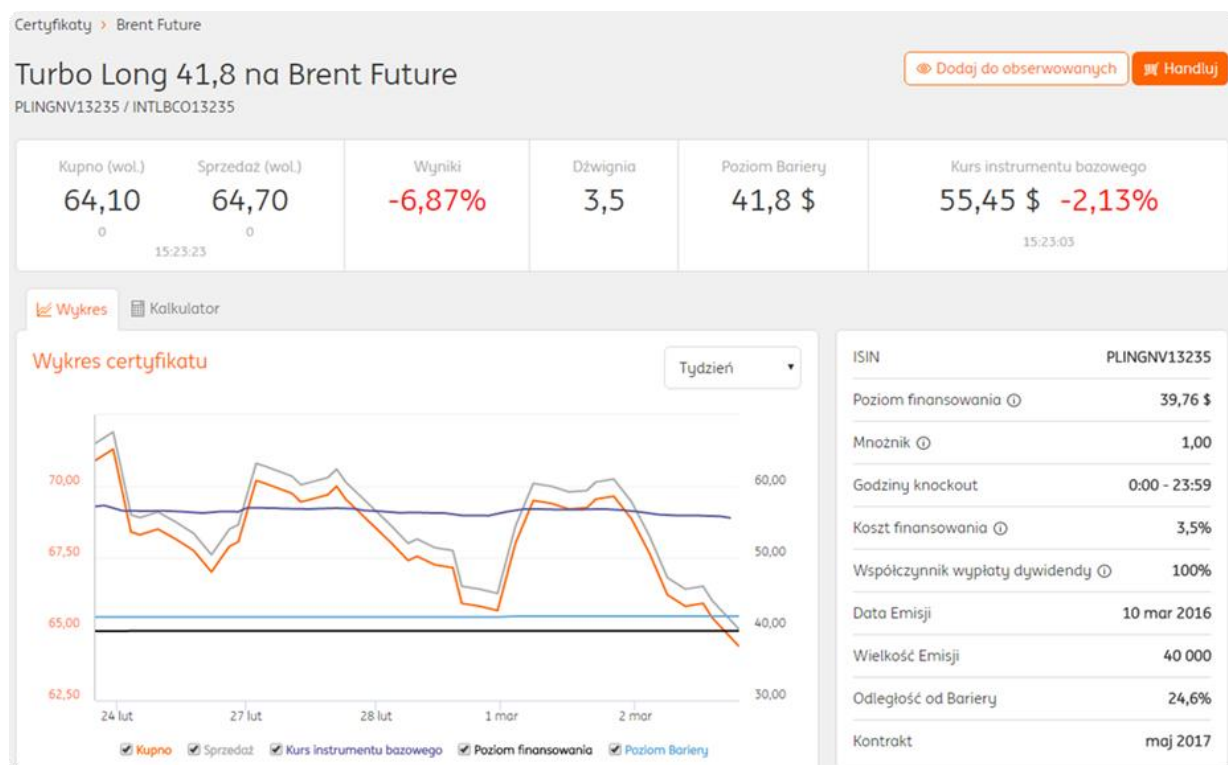 Certyfikaty > Brent Future
Turbo Long 41,8 na Brent Future
PLINGNV13235 / INTLBCO13235
Dodaj do obserwowanych
Handluj
Kupno (wol.) Sprzedaż (wol.) Wyniki Dźwignia Poziom Bariery Kurs instrumentu bazowego
64,10 64,70 -6,87% 3,5 41,8 $ 55,45 $ -2,13%
0 0
15:23:23 15:23:03
Wykres Kalkulator
Wykres certyfikatu
Tydzień
70,00 60,00
67,50 50,00
65,00 40,00
62,50 30,00
24 lut 27 lut 28 lut 1 mar 2 mar
Kupno Sprzedaż Kurs instrumentu bazowego Poziom finansowania Poziom Bariery
ISIN PLINGNV13235
Poziom finansowania 39,76 $
Mnożnik 1,00
Godziny knockout 0:00 - 23:59
Koszt finansowania 3,5%
Współczynnik wypłaty dywidendy 100%
Data Emisji 10 mar 2016
Wielkość Emisji 40 000
Odległość od Bariery 24,6%
Kontrakt maj 2017